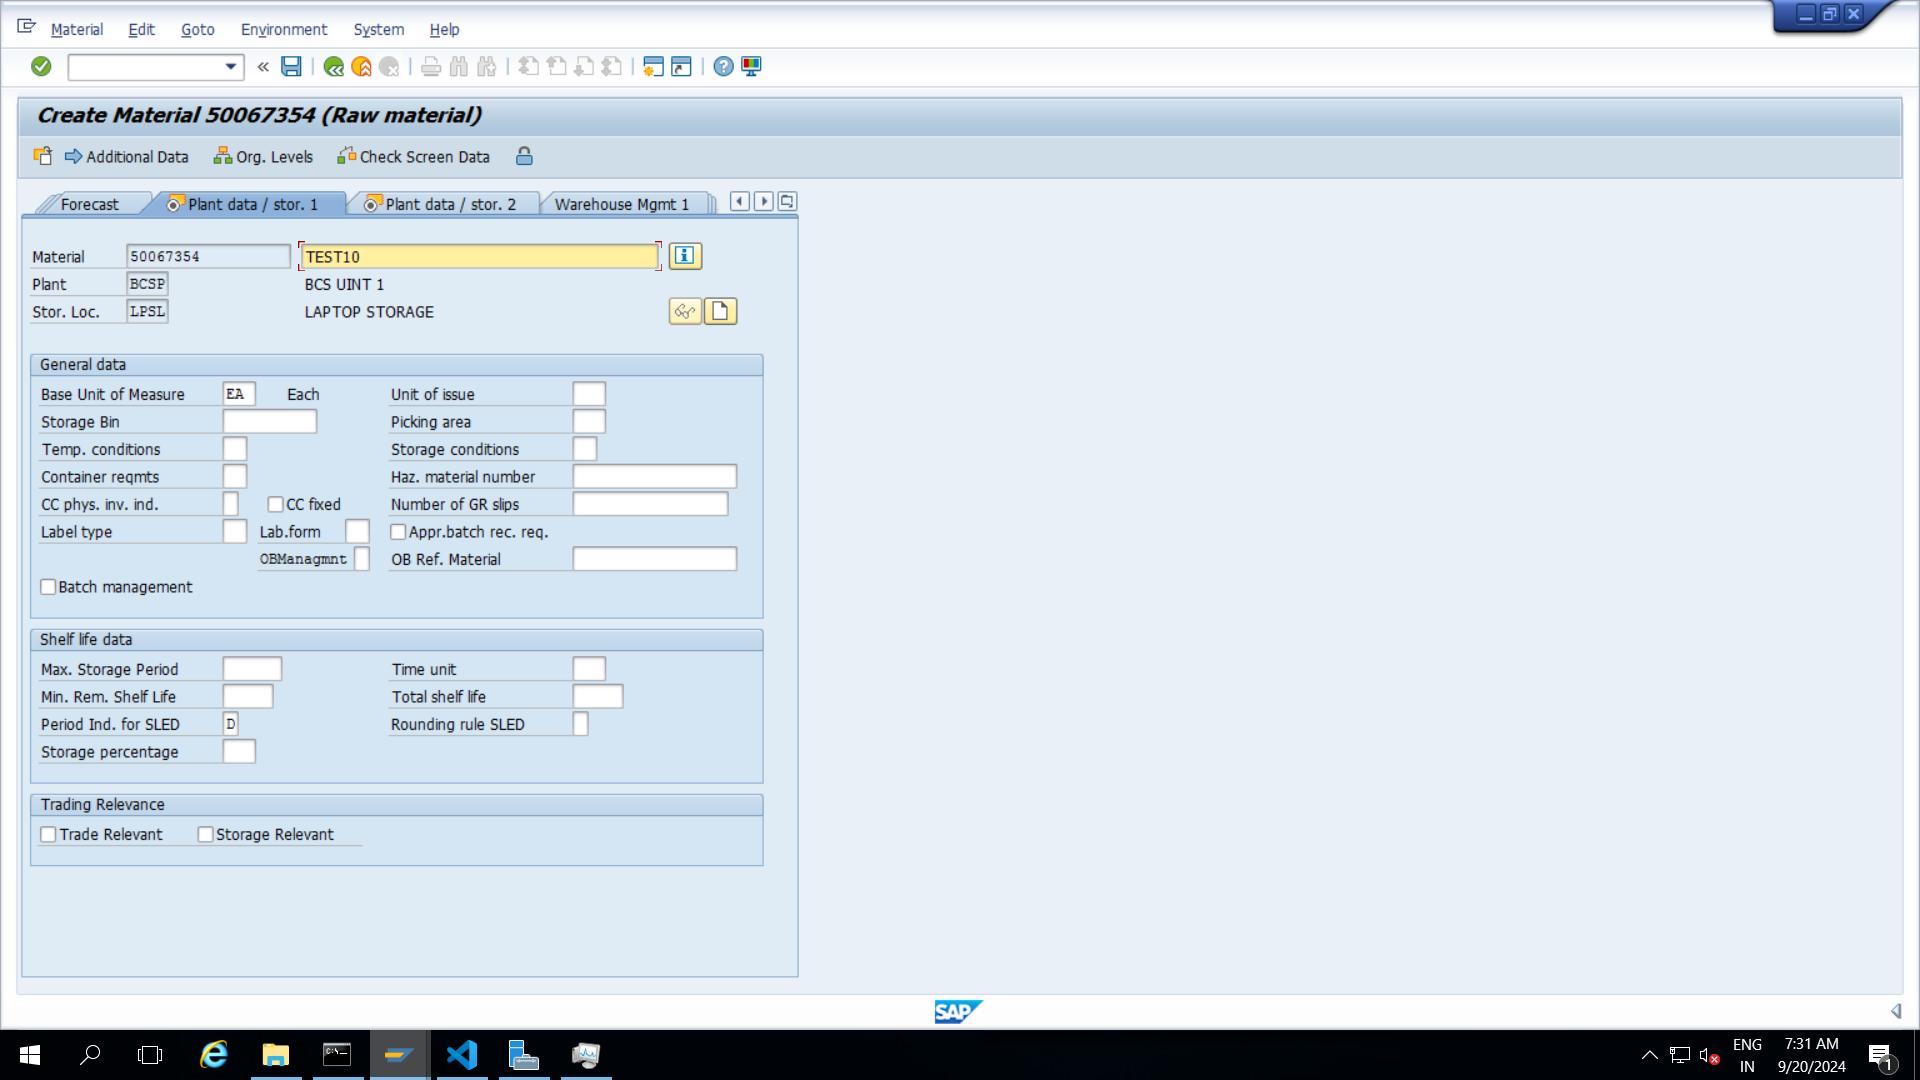 Material Edit Goto Environment System Help
Create Material 50067354 (Raw material)
Additional Data Org. Levels Check Screen Data
Forecast Plant data / stor. 1 Plant data / stor. 2 Warehouse Mgmt 1
Material 50067354 TEST10
Plant BCSP BCS UINT 1
Stor. Loc. LPSL LAPTOP STORAGE
General data
Base Unit of Measure EA Each Unit of issue
Storage Bin Picking area
Temp. conditions Storage conditions
Container reqmts Haz. material number
CC phys. inv. ind. CC fixed Number of GR slips
Label type Lab.form Appr.batch rec. req.
OBManagmnt OB Ref. Material
Batch management
Shelf life data
Max. Storage Period Time unit
Min. Rem. Shelf Life Total shelf life
Period Ind. for SLED D Rounding rule SLED
Storage percentage
Trading Relevance
Trade Relevant Storage Relevant
SAP
ENG 7:31 AM
IN 9/20/2024 1